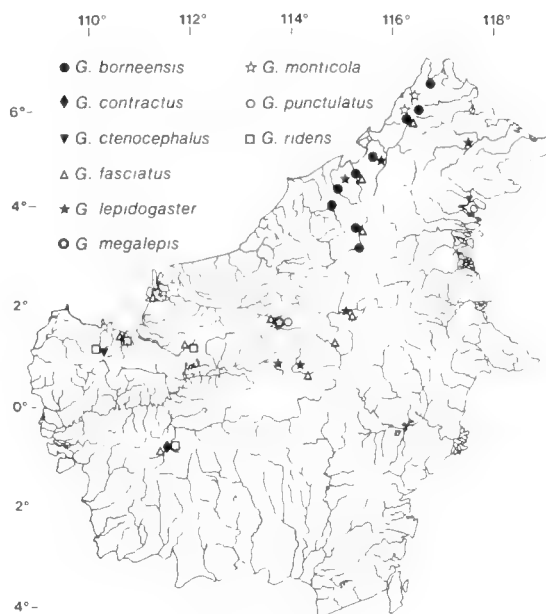 110° 112° 114° 116° 118°
G. borneensis
G. contractus
G. ctenocephalus
G. fasciatus
G. lepidogaster
G. megalepis
G. monticola
G. punctulatus
G. ridens
6°
4°
2°
0°
2°
4°